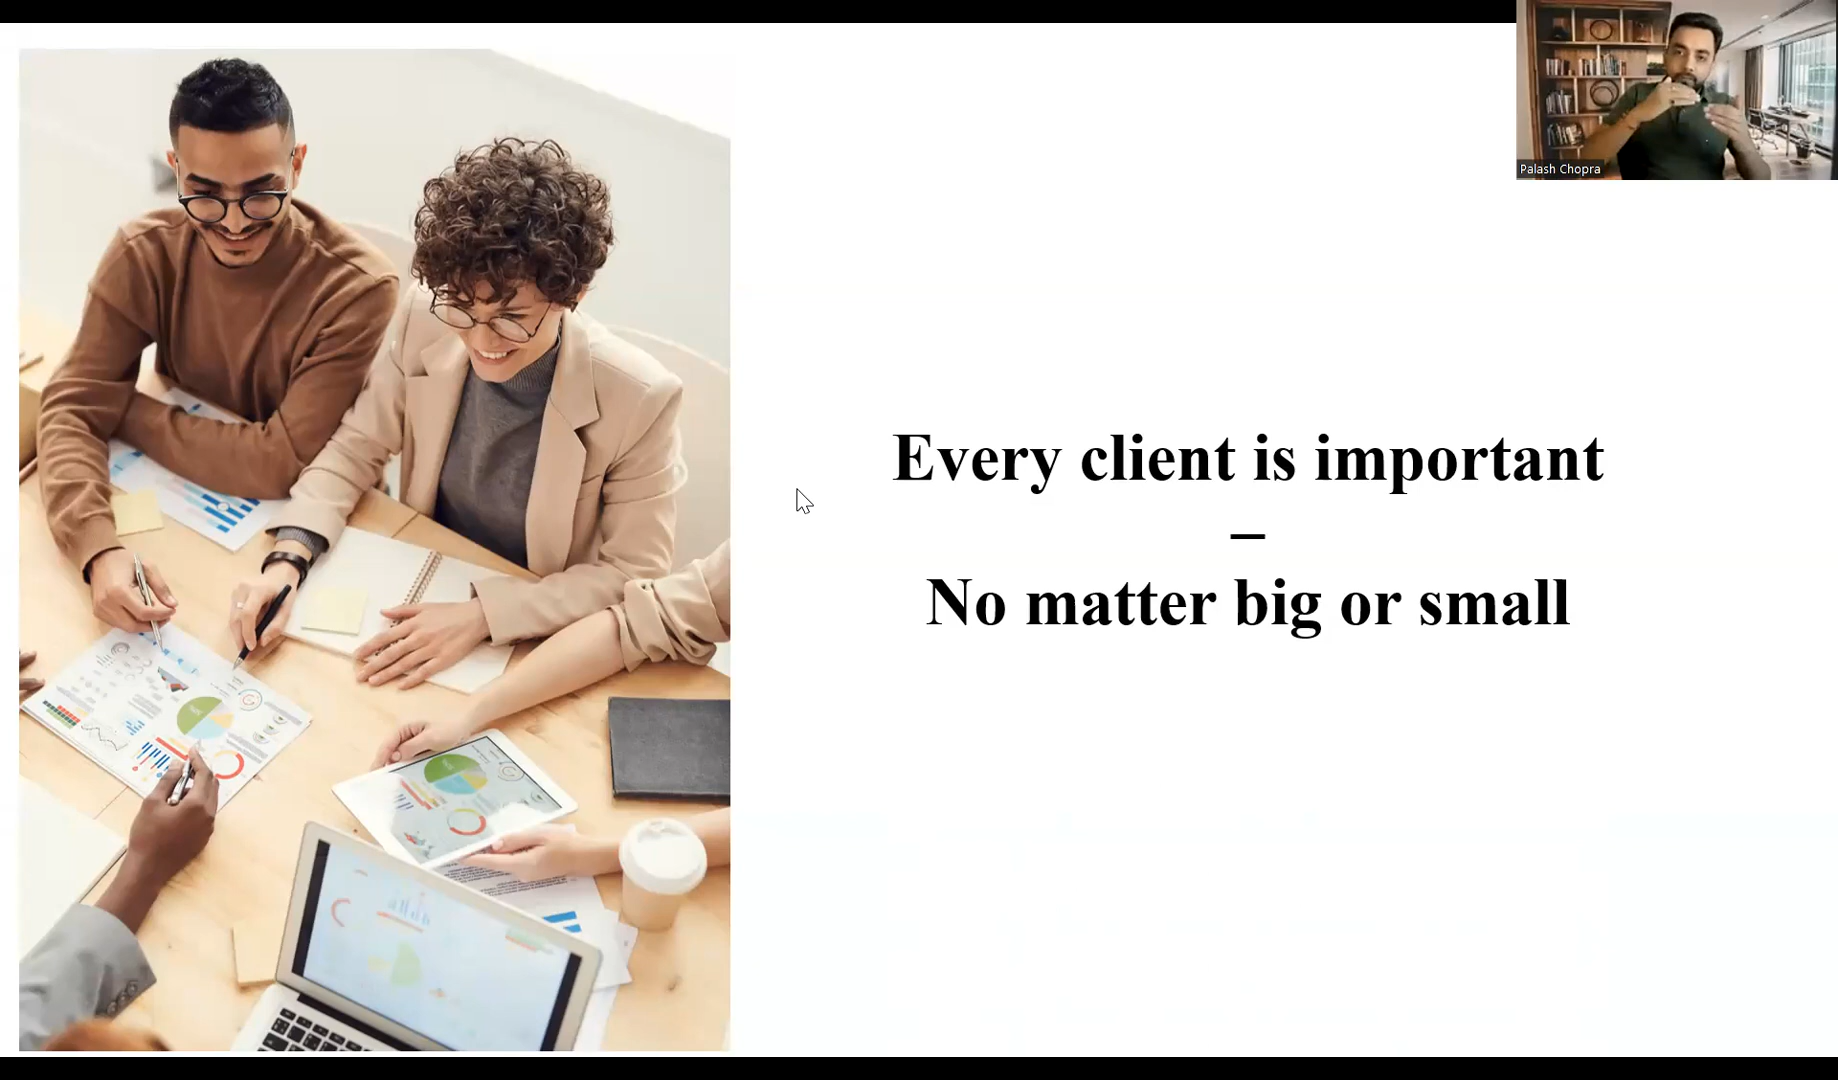 Palash Chopra
Every client is important
–
No matter big or small